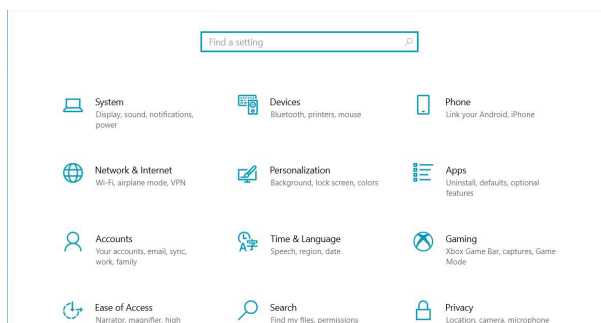 Find a setting
System
Display, sound, notifications,
power
Devices
Bluetooth, printers, mouse
Phone
Link your Android, iPhone
Network & Internet
Wi-Fi, airplane mode, VPN
Personalization
Background, lock screen, colors
Apps
Uninstall, defaults, optional
features
Accounts
Your accounts, email, sync,
work, family
Time & Language
Speech, region, date
Gaming
Xbox Game Bar, captures, Game
Mode
Ease of Access
Narrator, magnifier, high
Search
Find my files, permissions
Privacy
Location, camera, microphone